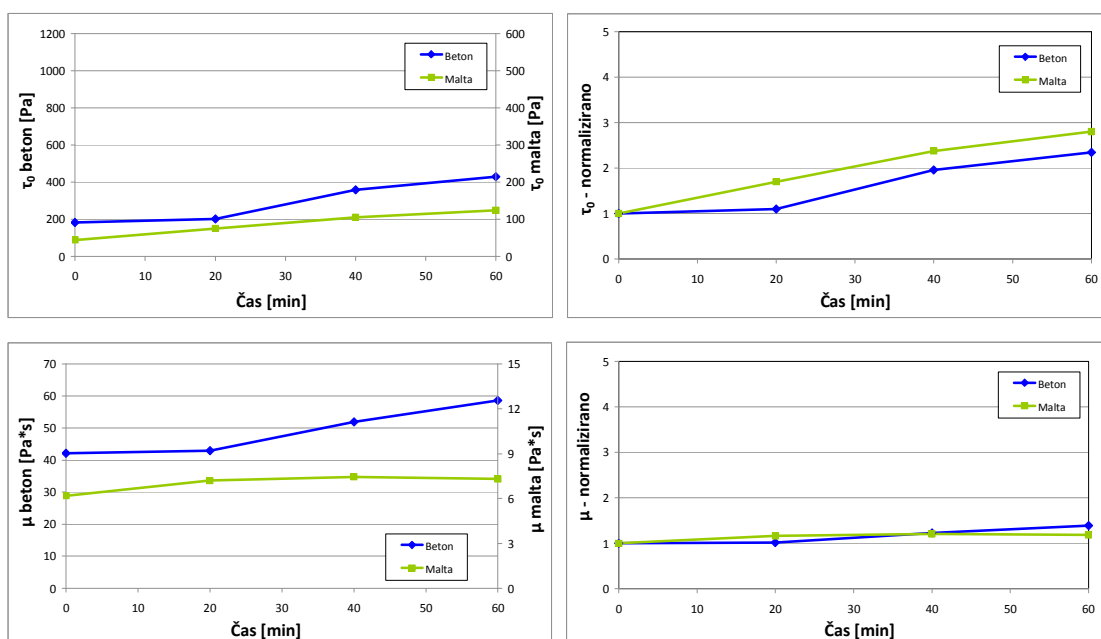 τ0 beton [Pa]
1200
1000
800
600
400
200
0
600
500
400
300
200
100
0
τ0 malta [Pa]
Beton
Malta
0 10 20 30 40 50 60
Čas [min]
τ0 - normalizirano
5
4
3
2
1
0
Beton
Malta
0 10 20 30 40 50 60
Čas [min]
μ beton [Pa*s]
70
60
50
40
30
20
10
0
15
12
9
6
3
0
μ malta [Pa*s]
Beton
Malta
0 10 20 30 40 50 60
Čas [min]
μ - normalizirano
5
4
3
2
1
0
Beton
Malta
0 10 20 30 40 50 60
Čas [min]